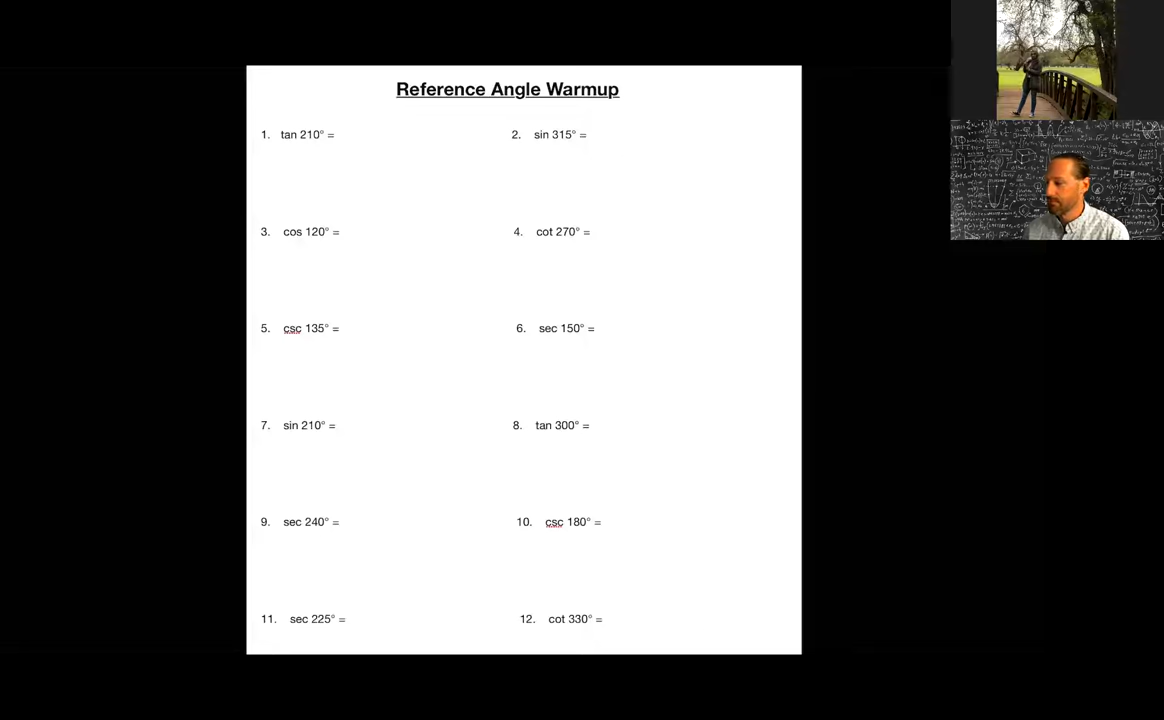 Reference Angle Warmup
1. tan 210° =
2. sin 315° =
3. cos 120° =
4. cot 270° =
5. csc 135° =
6. sec 150° =
7. sin 210° =
8. tan 300° =
9. sec 240° =
10. csc 180° =
11. sec 225° =
12. cot 330° =